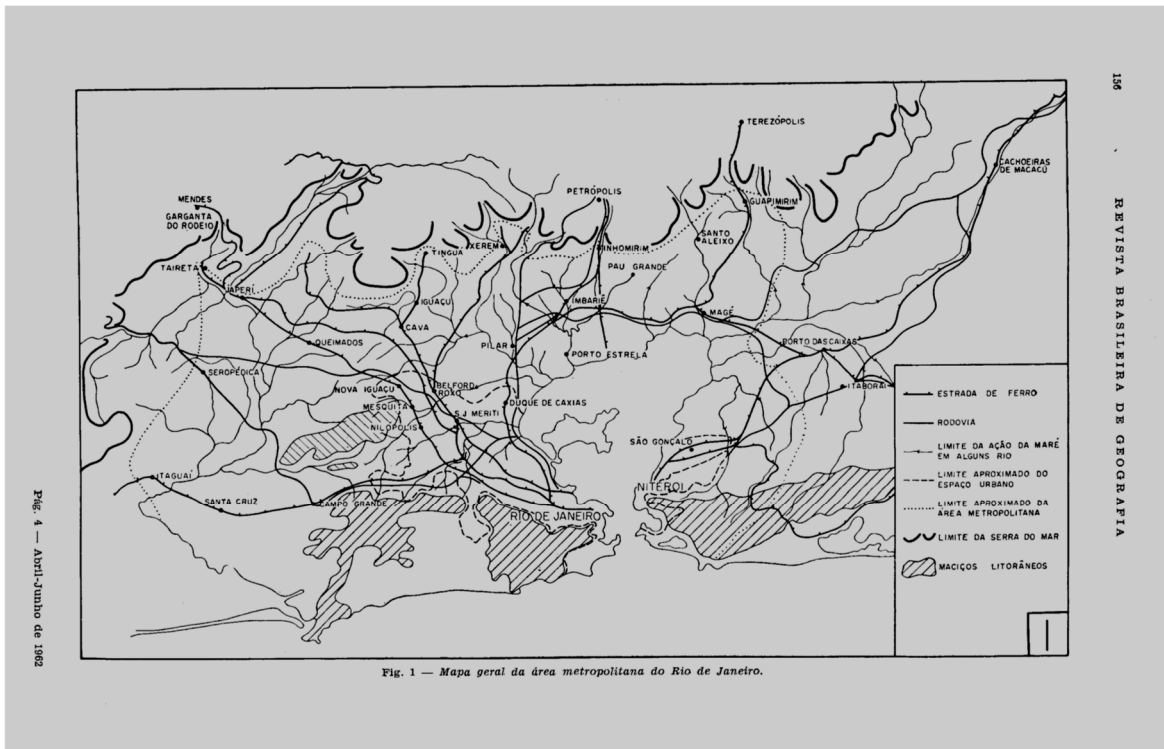 156
REVISTA BRASILEIRA DE GEOGRAFIA
TEREZÓPOLIS
CACHOEIRAS
DE MACACÚ
PETRÓPOLIS
MENDES
GARGANTA
DO RODEIO
GUAPIMIRIM
SANTO
ALEIXO
XEREM
INHOMIRIM
TINGUA
TAIRETA
PAU GRANDE
JAPERÍ
IGUAÇU
IMBARIÊ
MAGÉ
CAVA
QUEIMADOS
PILAR
PORTO DAS CAIXAS
PORTO ESTRELA
SEROPÉDICA
NOVA IGUAÇU
BELFORD
ROXO
ITABORAI
MESQUITA
DUQUE DE CAXIAS
S J MERITI
NILÓPOLIS
SÃO GONÇALO
ITAGUAÍ
NITERÓI
SANTA CRUZ
CAMPO GRANDE
RIO DE JANEIRO
ESTRADA DE FERRO
RODOVIA
LIMITE DA AÇÃO DA MARÉ
EM ALGUNS RIO
LIMITE APROXIMADO DO
ESPAÇO URBANO
LIMITE APROXIMADO DA
ÁREA METROPOLITANA
LIMITE DA SERRA DO MAR
MACIÇOS LITORÂNEOS
I
Fig. 1 — Mapa geral da área metropolitana do Rio de Janeiro.
Pág. 4 — Abril-Junho de 1962